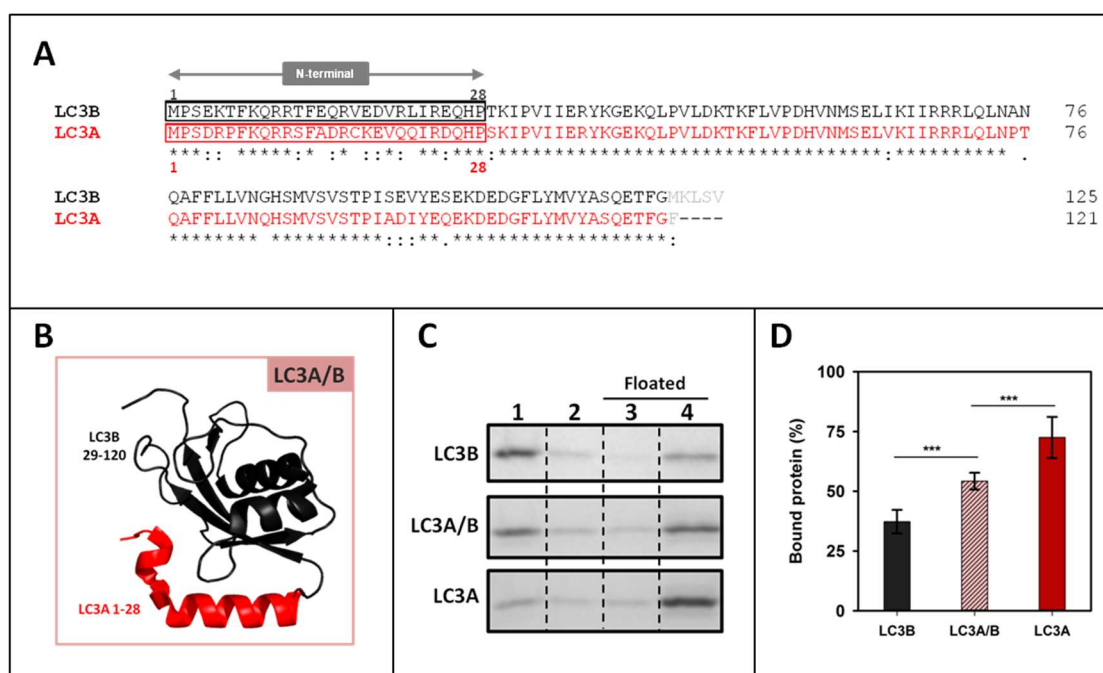 A
N-terminal
1 28
LC3B MPSEKTFKQRRTFEQRVEDVRLIREQHPTKIPVIIERYKGEKQLPVLDKTKFLVPDHVNMSELIKIIRRRLQLNAN 76
LC3A MPSDRPFKQRRSFADRCKEVQQIRDQHPSKIPVIIERYKGEKQLPVLDKTKFLVPDHVNMSELVKIIRRRLQLNPT 76
***:: *****:* :* ::*: **:***:**********************************:********* .
1 28
LC3B QAFFLLVNGHSMVSVSTPISEVYESEKDEDGFLYMVYASQETFGMKLSV 125
LC3A QAFFLLVNQHSMVSVSTPIADIYEQEKDEDGFLYMVYASQETFGF---- 121
******** **********:::**.*******************:
B
LC3A/B
LC3B
29-120
LC3A 1-28
C
Floated
1 2 3 4
LC3B
LC3A/B
LC3A
D
Bound protein (%)
100
75
50
25
0
***
***
LC3B LC3A/B LC3A